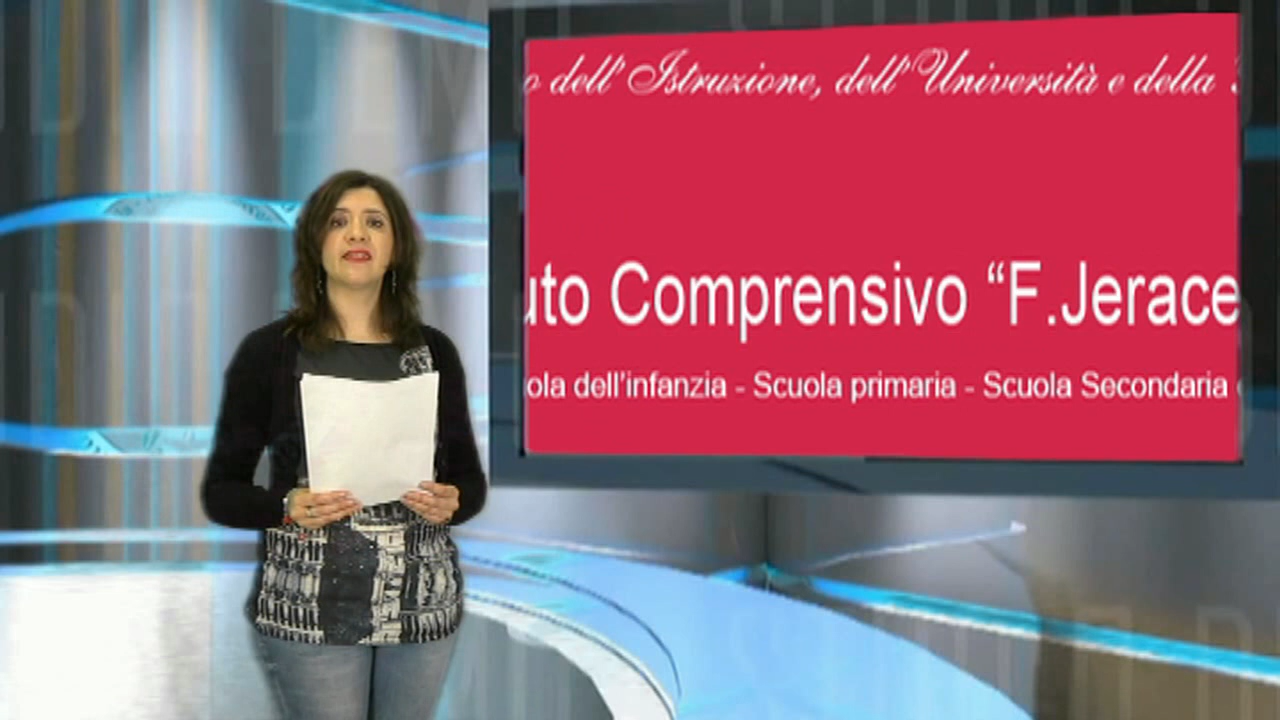 o dell'Istruzione, dell'Università e della
uto Comprensivo “F.Jerace
ola dell'infanzia - Scuola primaria - Scuola Secondaria